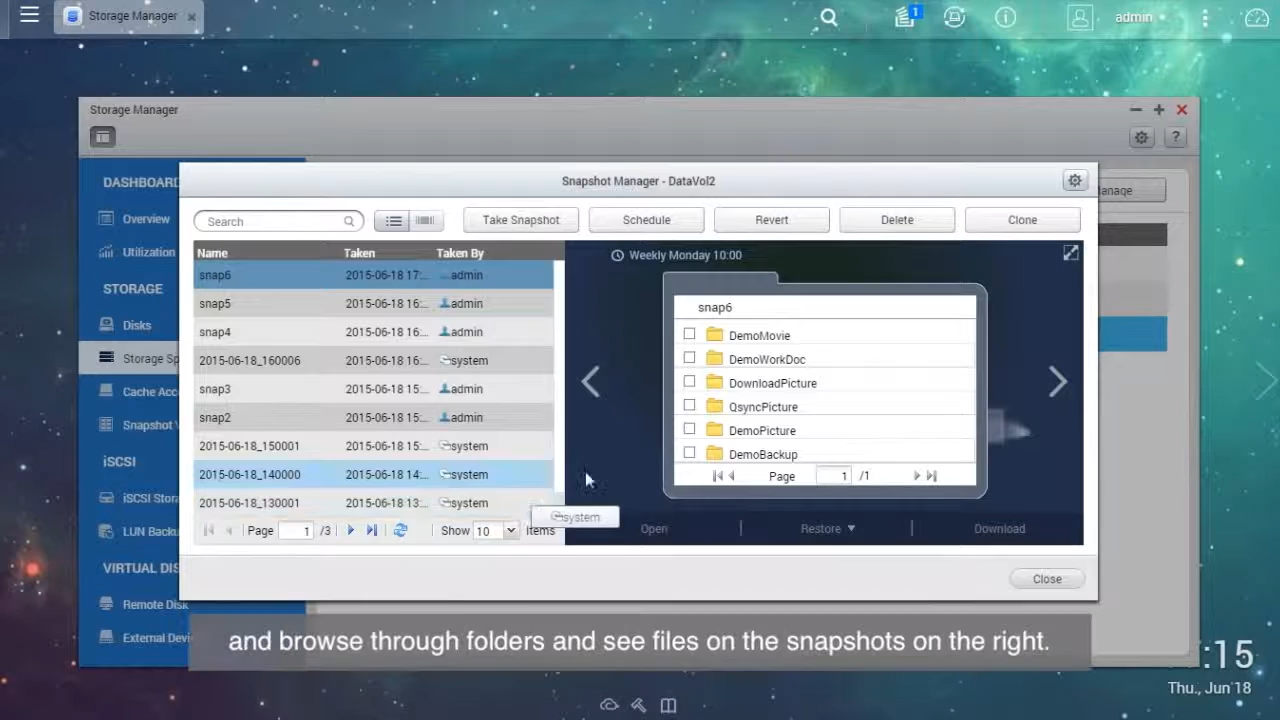 Storage Manager
1
admin
Storage Manager
?
DASHBOARD
Overview
Utilization
STORAGE
Disks
Storage Sp
Cache Acc
Snapshot
iSCSI
iSCSI Stora
LUN Backu
VIRTUAL DIS
Remote Disk
External Devi
anage
Snapshot Manager - DataVol2
Search
Take Snapshot
Schedule
Revert
Delete
Clone
Name Taken Taken By
snap6 2015-06-18 17:... admin
snap5 2015-06-18 16:... admin
snap4 2015-06-18 16:... admin
2015-06-18_160006 2015-06-18 16:... system
snap3 2015-06-18 15:... admin
snap2 2015-06-18 15:... admin
2015-06-18_150001 2015-06-18 15:... system
2015-06-18_140000 2015-06-18 14:... system
2015-06-18_130001 2015-06-18 13:... system
system
Page 1 /3 Show 10 items
Weekly Monday 10:00
snap6
DemoMovie
DemoWorkDoc
DownloadPicture
QsyncPicture
DemoPicture
DemoBackup
Page 1 /1
Open | Restore | Download
Close
and browse through folders and see files on the snapshots on the right.
:15
Thu., Jun 18